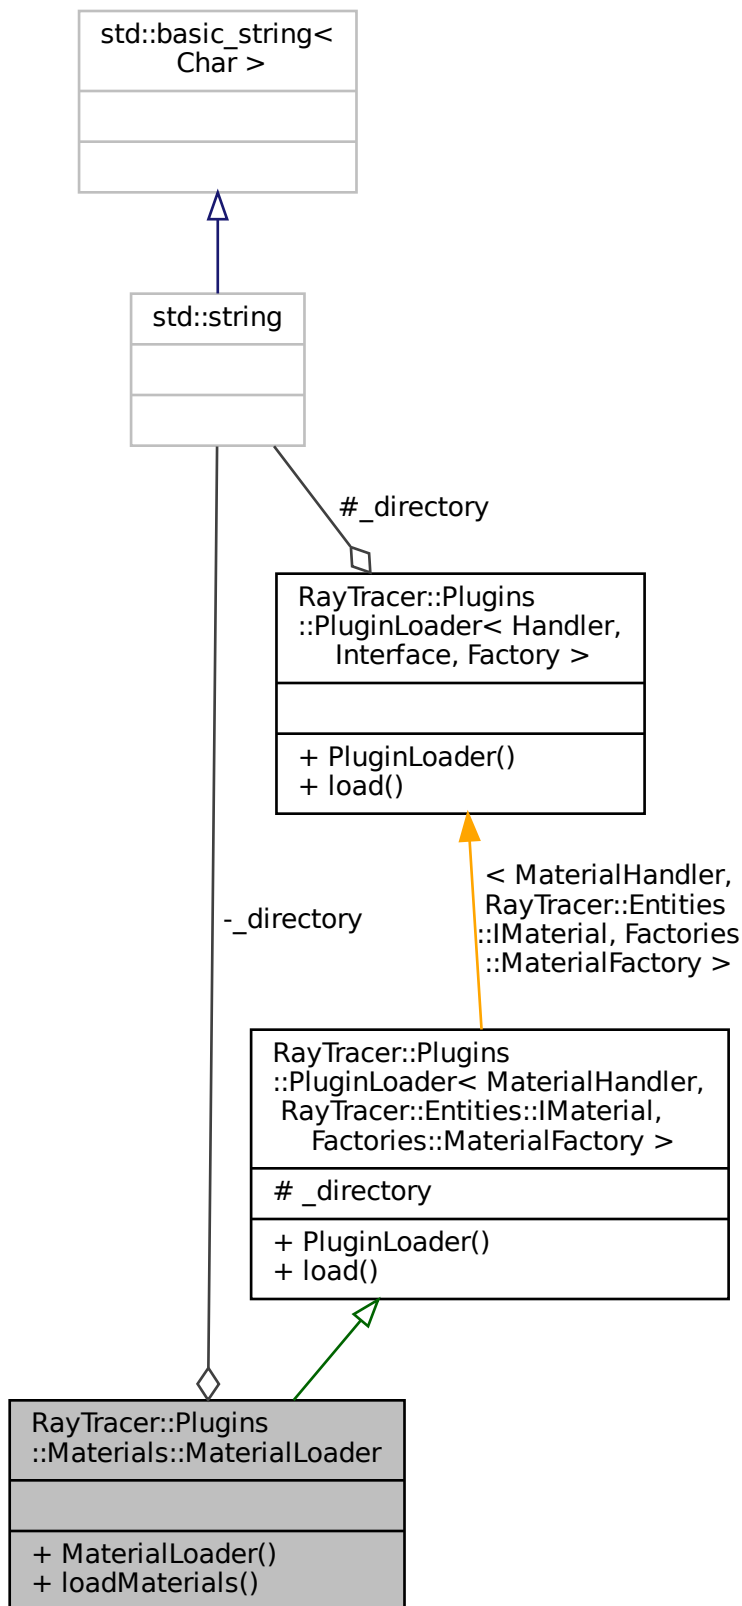 std::basic_string<
Char >
std::string
#_directory
RayTracer::Plugins
::PluginLoader< Handler,
Interface, Factory >
+ PluginLoader()
+ load()
-_directory
< MaterialHandler,
RayTracer::Entities
::IMaterial, Factories
::MaterialFactory >
RayTracer::Plugins
::PluginLoader< MaterialHandler,
RayTracer::Entities::IMaterial,
Factories::MaterialFactory >
# _directory
+ PluginLoader()
+ load()
RayTracer::Plugins
::Materials::MaterialLoader
+ MaterialLoader()
+ loadMaterials()